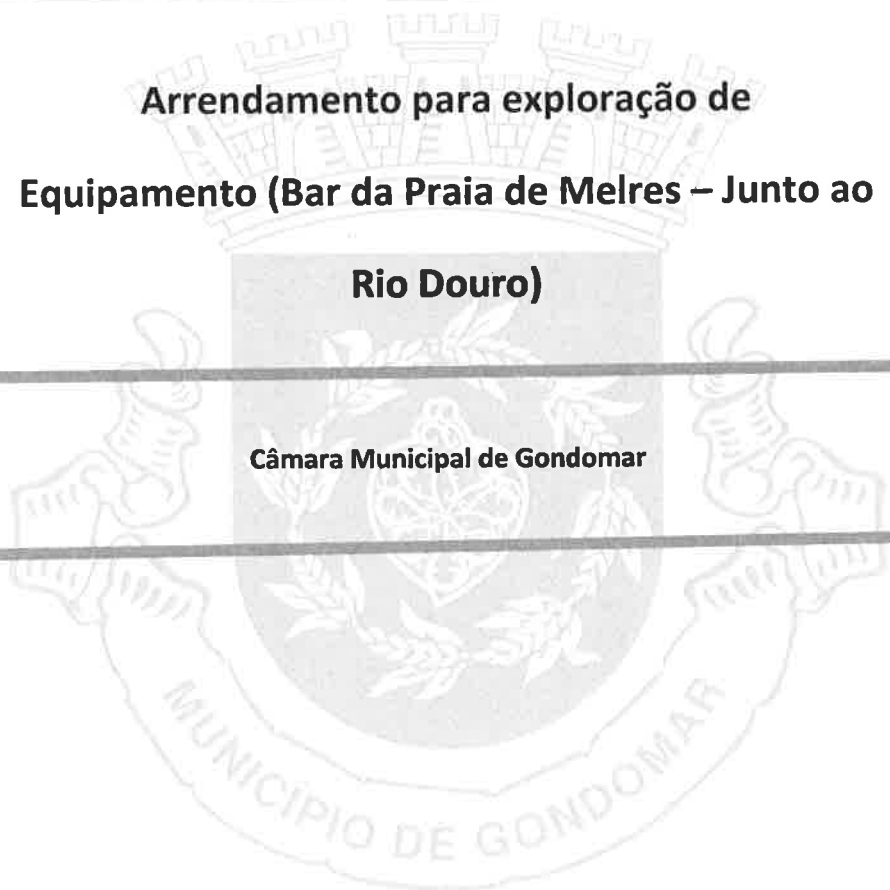 Arrendamento para exploração de
Equipamento (Bar da Praia de Melres – Junto ao
Rio Douro)
Câmara Municipal de Gondomar
MUNICÍPIO DE GONDOMAR